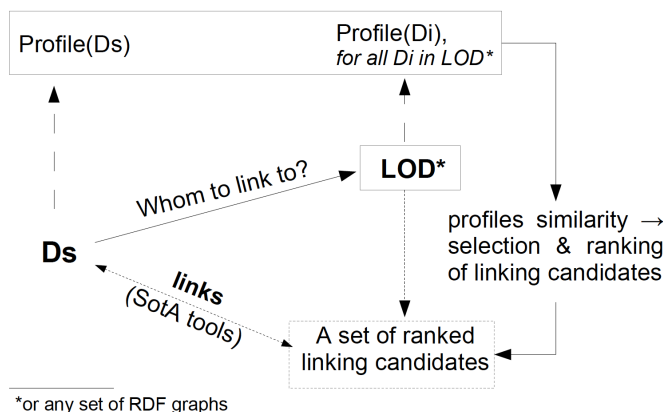 Profile(Ds)
Profile(Di),
for all Di in LOD*
Whom to link to?
LOD*
profiles similarity →
selection & ranking
of linking candidates
Ds
links
(SotA tools)
A set of ranked
linking candidates
*or any set of RDF graphs